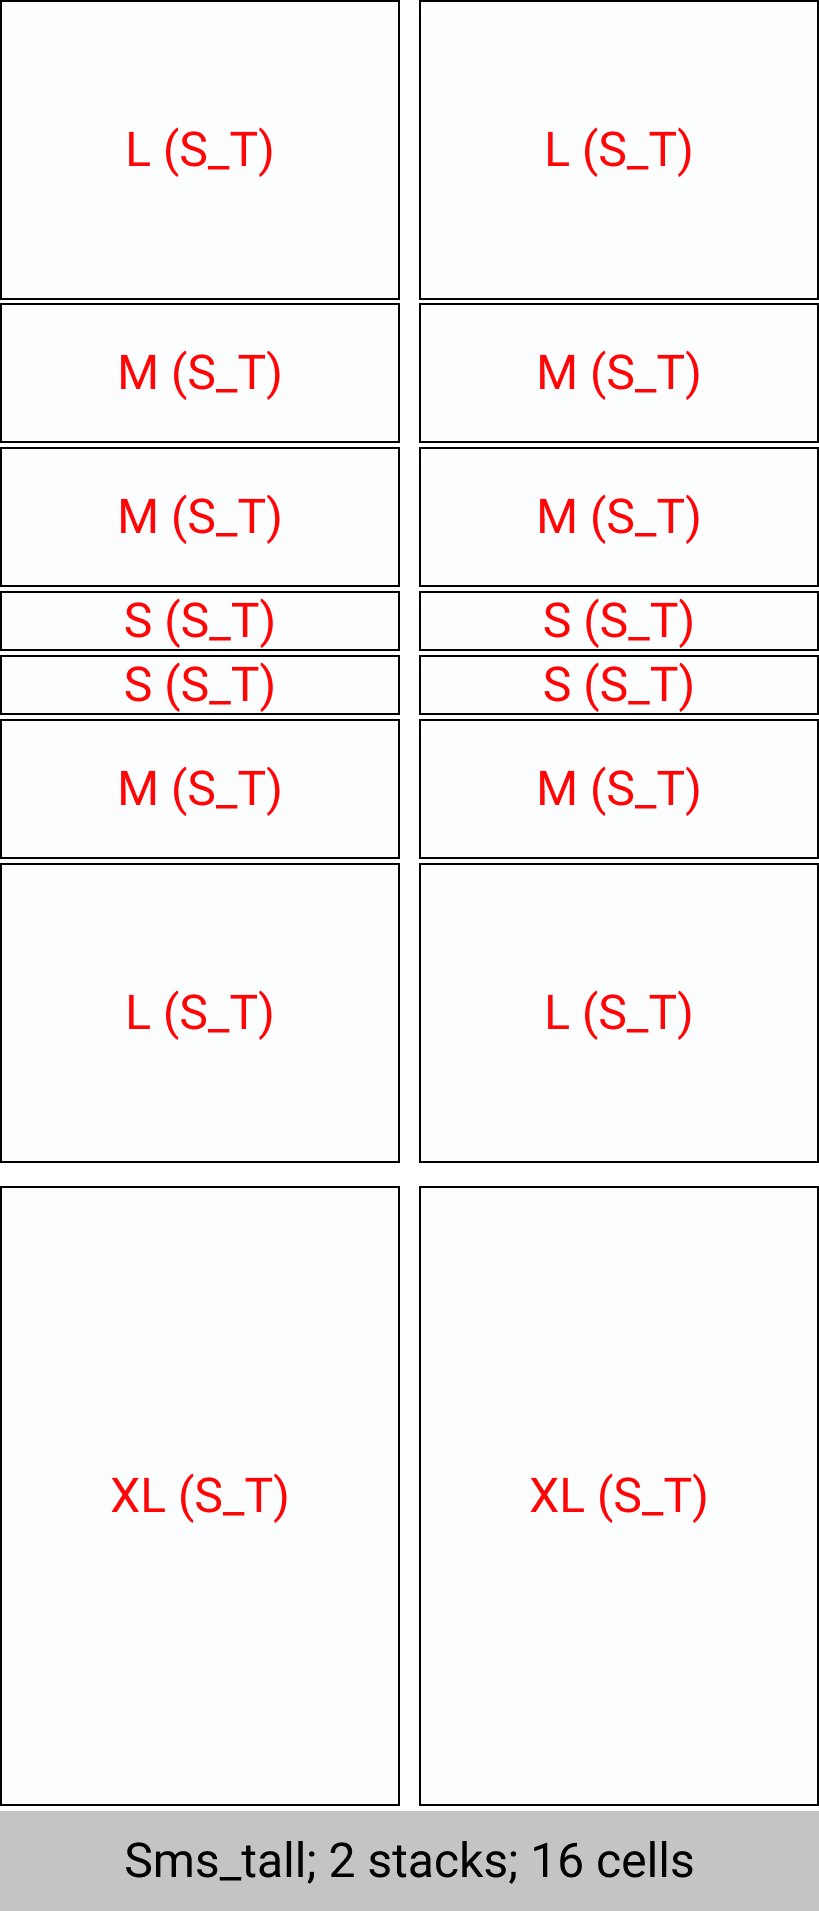 L (S_T) L (S_T)
M (S_T) M (S_T)
M (S_T) M (S_T)
S (S_T) S (S_T)
S (S_T) S (S_T)
M (S_T) M (S_T)
L (S_T) L (S_T)
XL (S_T) XL (S_T)
Sms_tall; 2 stacks; 16 cells